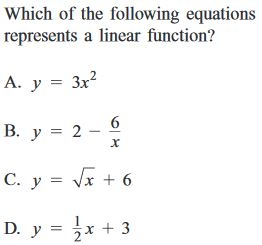 Which of the following equations
represents a linear function?
A. y = 3x²
B. y = 2 − 6/x
C. y = √x + 6
D. y = ½x + 3